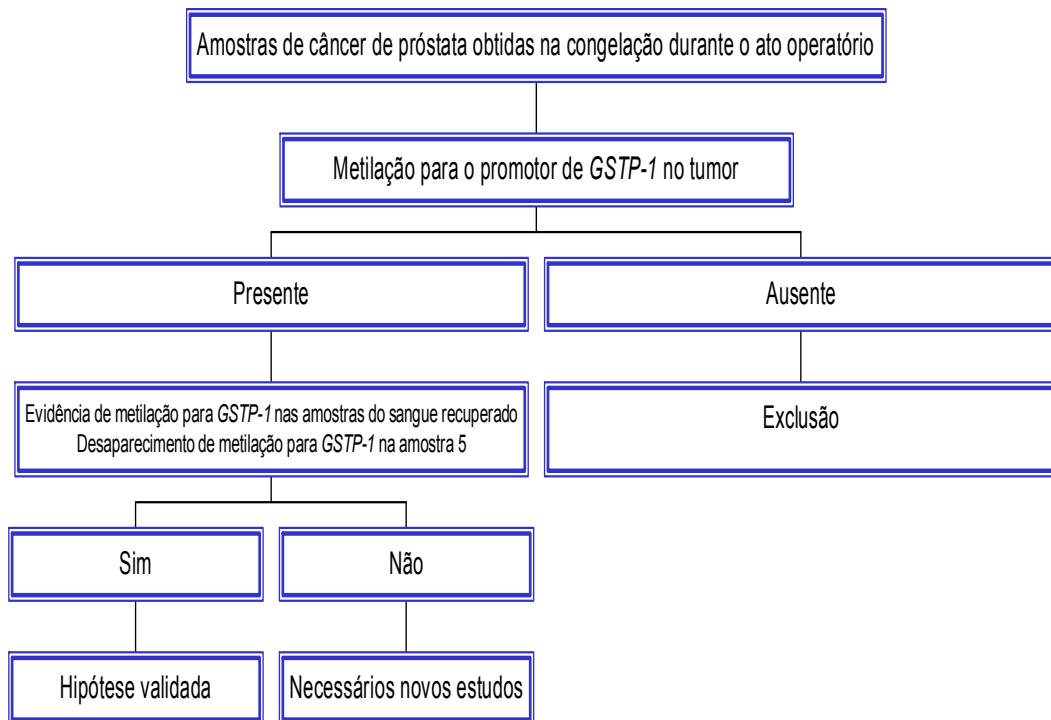 Amostras de câncer de próstata obtidas na congelação durante o ato operatório
Metilação para o promotor de GSTP-1 no tumor
Presente
Ausente
Evidência de metilação para GSTP-1 nas amostras do sangue recuperado
Desaparecimento de metilação para GSTP-1 na amostra 5
Exclusão
Sim
Não
Hipótese validada
Necessários novos estudos